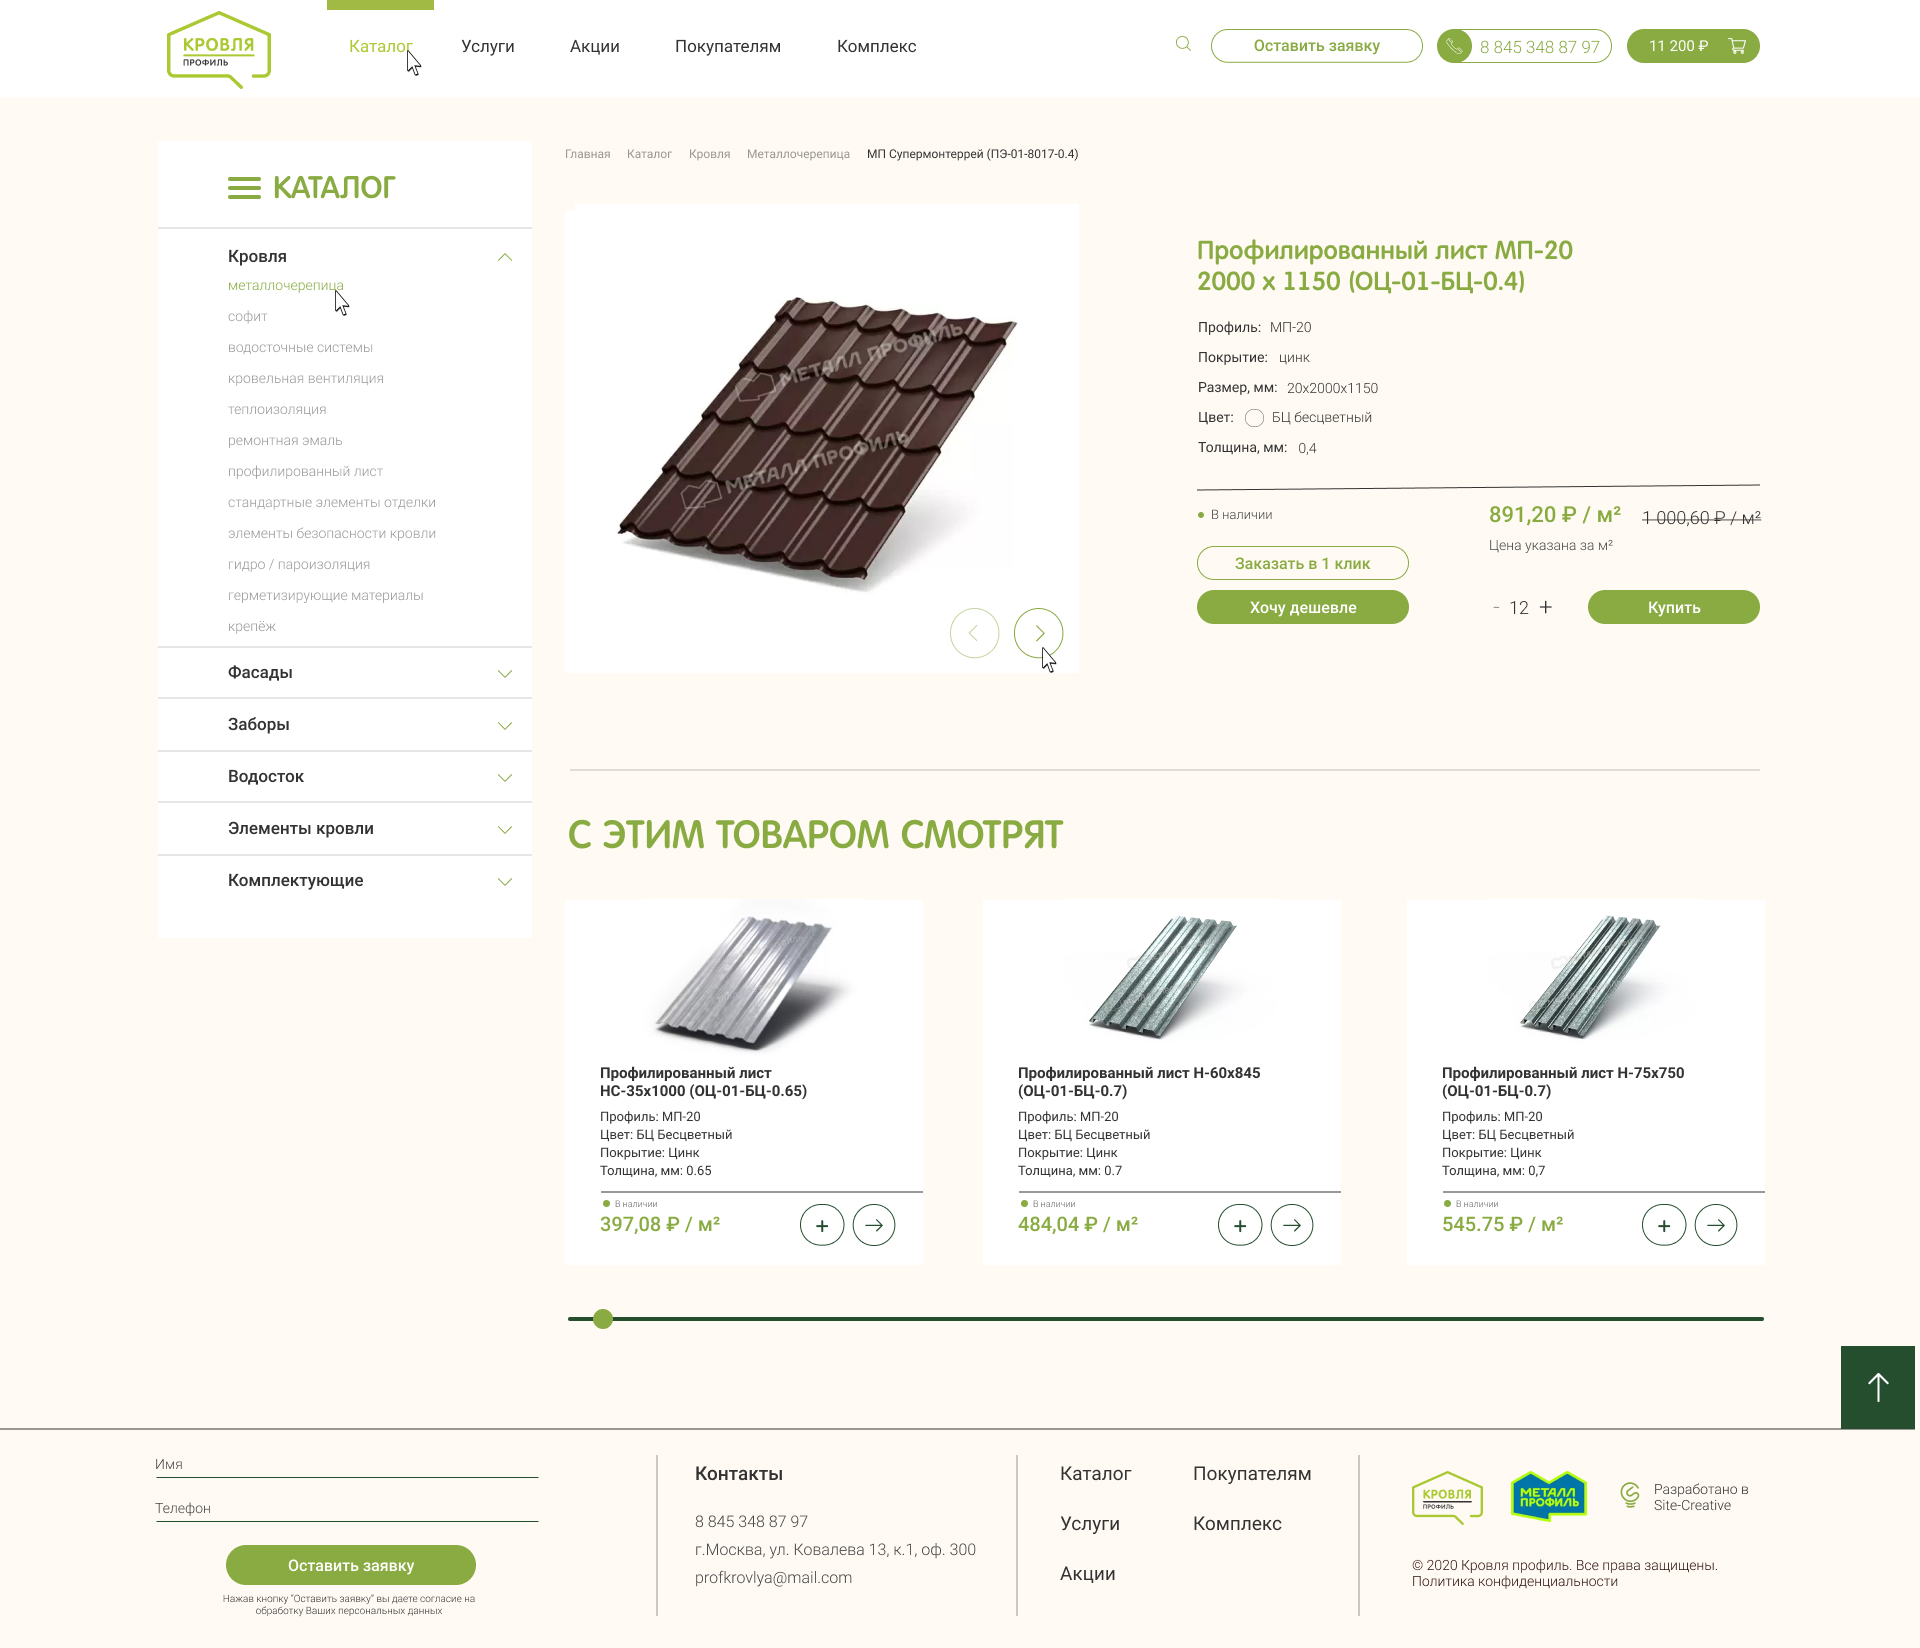 КРОВЛЯ
ПРОФИЛЬ
Каталог
Услуги
Акции
Покупателям
Комплекс
Оставить заявку
8 845 348 87 97
11 200 ₽
Главная Каталог Кровля Металлочерепица МП Супермонтеррей (ПЭ-01-8017-0.4)
КАТАЛОГ
Кровля
металлочерепица
софит
водосточные системы
кровельная вентиляция
теплоизоляция
ремонтная эмаль
профилированный лист
стандартные элементы отделки
элементы безопасности кровли
гидро / пароизоляция
герметизирующие материалы
крепёж
Фасады
Заборы
Водосток
Элементы кровли
Комплектующие
МЕТАЛЛ ПРОФИЛЬ
МЕТАЛЛ ПРОФИЛЬ
Профилированный лист МП-20
2000 х 1150 (ОЦ-01-БЦ-0.4)
Профиль: МП-20
Покрытие: цинк
Размер, мм: 20х2000х1150
Цвет: БЦ бесцветный
Толщина, мм: 0,4
В наличии
891,20 ₽ / м²
1 000,60 ₽ / м²
Цена указана за м²
Заказать в 1 клик
Хочу дешевле
- 12 +
Купить
С ЭТИМ ТОВАРОМ СМОТРЯТ
Профилированный лист
НС-35х1000 (ОЦ-01-БЦ-0.65)
Профиль: МП-20
Цвет: БЦ Бесцветный
Покрытие: Цинк
Толщина, мм: 0.65
В наличии
397,08 ₽ / м²
+
Профилированный лист Н-60х845
(ОЦ-01-БЦ-0.7)
Профиль: МП-20
Цвет: БЦ Бесцветный
Покрытие: Цинк
Толщина, мм: 0.7
В наличии
484,04 ₽ / м²
+
Профилированный лист Н-75х750
(ОЦ-01-БЦ-0.7)
Профиль: МП-20
Цвет: БЦ Бесцветный
Покрытие: Цинк
Толщина, мм: 0,7
В наличии
545.75 ₽ / м²
+
Имя
Телефон
Оставить заявку
Нажав кнопку "Оставить заявку" вы даете согласие на
обработку Ваших персональных данных
Контакты
8 845 348 87 97
г.Москва, ул. Ковалева 13, к.1, оф. 300
profkrovlya@mail.com
Каталог
Услуги
Акции
Покупателям
Комплекс
КРОВЛЯ
ПРОФИЛЬ
МЕТАЛЛ
ПРОФИЛЬ
Разработано в
Site-Creative
© 2020 Кровля профиль. Все права защищены.
Политика конфиденциальности